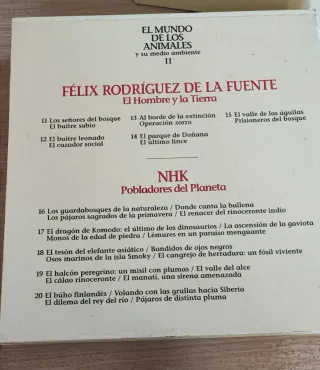 EL MUNDO
DE LOS
ANIMALES
y su medio ambiente
II
FÉLIX RODRÍGUEZ DE LA FUENTE
El Hombre y la Tierra
11 Los señores del bosque
El buitre sabio
12 El buitre leonado
El cazador social
13 Al borde de la extinción
Operación zorro
14 El parque de Doñana
El último lince
15 El valle de las águilas
Prisioneros del bosque
NHK
Pobladores del Planeta
16 Los guardabosques de la naturaleza / Donde canta la ballena
Los pájaros sagrados de la primavera / El renacer del rinoceronte indio
17 El dragón de Komodo: el último de los dinosaurios / La ascensión de la gaviota
Monos de la edad de piedra / Lémures en un paraíso menguante
18 El tesón del elefante asiático / Bandidos de ojos negros
Osos marinos de la isla Smoky / El cangrejo de herradura: un fósil viviente
19 El halcón peregrino: un misil con plumas / El valle del alce
El cálao rinoceronte / El manatí, una sirena amenazada
20 El búho finlandés / Volando con las grullas hacia Siberia
El dilema del rey del río / Pájaros de distinta pluma